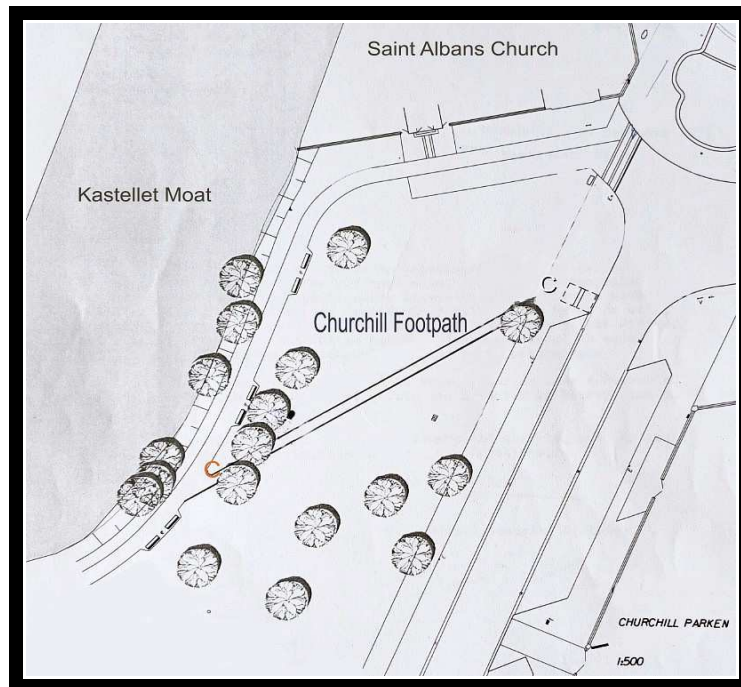 Saint Albans Church
Kastellet Moat
Churchill Footpath
C
C
CHURCHILL PARKEN
1:500